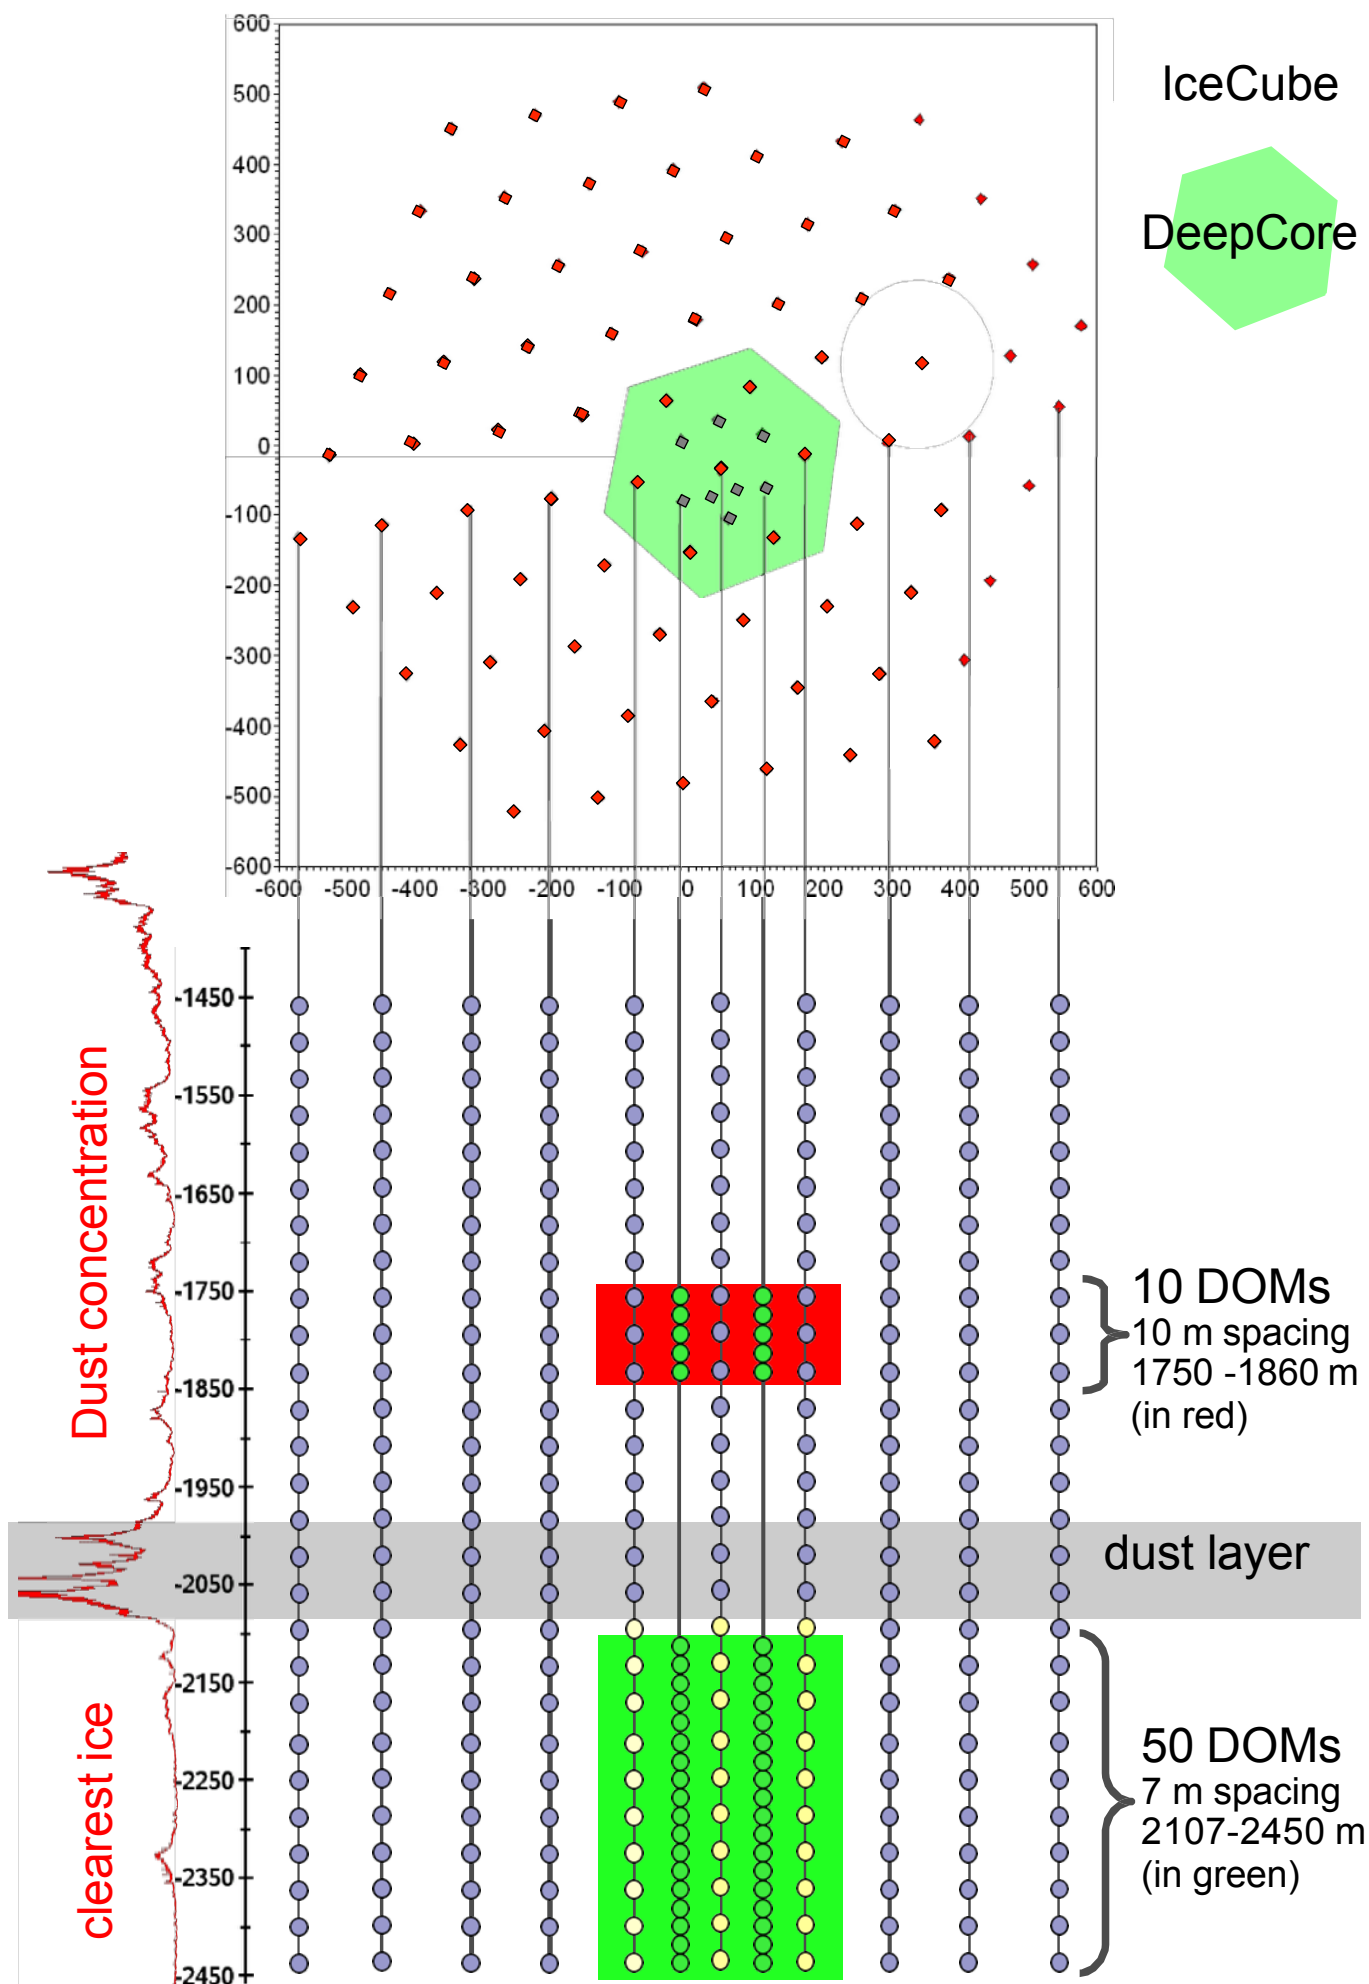 600
500
400
300
200
100
0
-100
-200
-300
-400
-500
-600
-600 -500 -400 -300 -200 -100 0 100 200 300 400 500 600
IceCube
DeepCore
Dust concentration
clearest ice
-1450
-1550
-1650
-1750
-1850
-1950
-2050
-2150
-2250
-2350
-2450
10 DOMs
10 m spacing
1750 -1860 m
(in red)
dust layer
50 DOMs
7 m spacing
2107-2450 m
(in green)